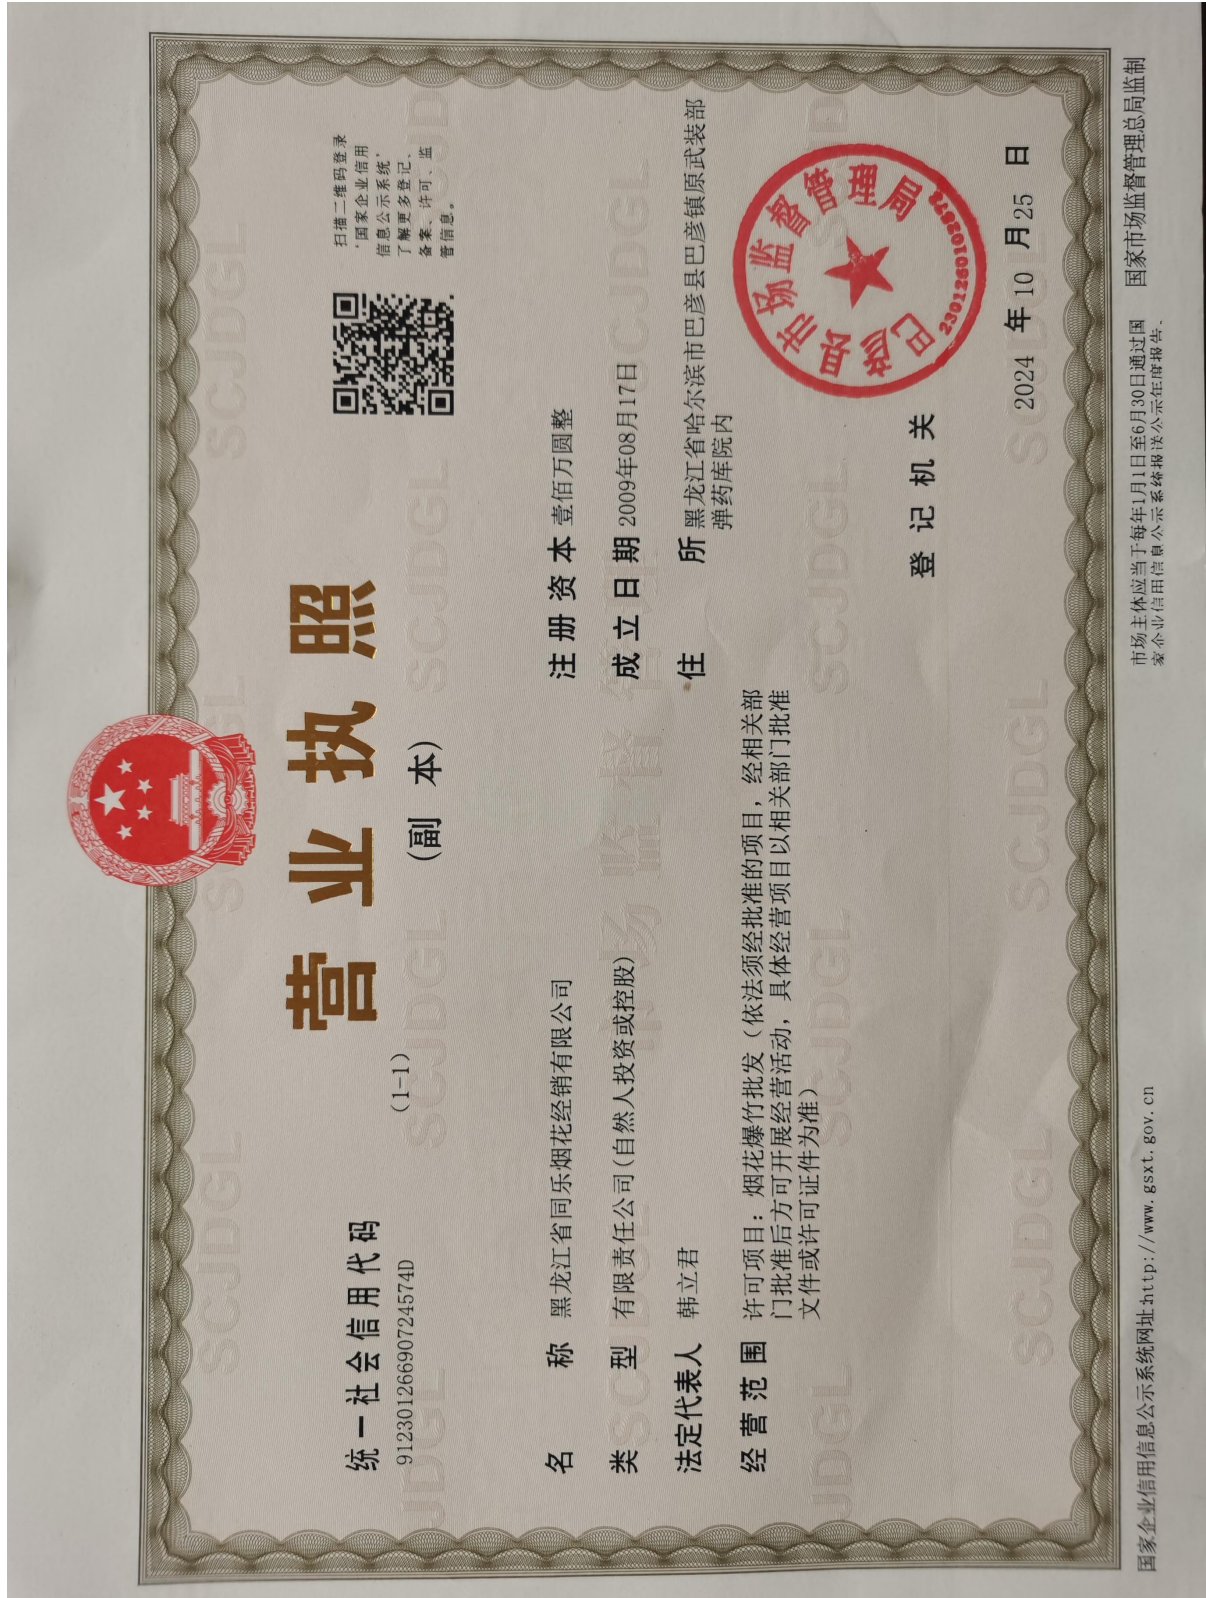 营业执照
(副 本)
(1-1)
统一社会信用代码
91230126690724574D
扫描二维码登录
“国家企业信用
信息公示系统”
了解更多登记、
备案、许可、监
管信息。
名 称 黑龙江省同乐烟花经销有限公司
类 型 有限责任公司(自然人投资或控股)
法定代表人 韩立君
经营范围 许可项目：烟花爆竹批发（依法须经批准的项目，经相关部
门批准后方可开展经营活动，具体经营项目以相关部门批准
文件或许可证件为准）
注册资本 壹佰万圆整
成立日期 2009年08月17日
住 所 黑龙江省哈尔滨市巴彦县巴彦镇原武装部
弹药库院内
登记机关
巴彦县市场监督管理局
2301260102672
2024 年 10 月 25 日
国家企业信用信息公示系统网址http://www.gsxt.gov.cn
市场主体应当于每年1月1日至6月30日通过国
家企业信用信息公示系统报送公示年度报告。
国家市场监督管理总局监制